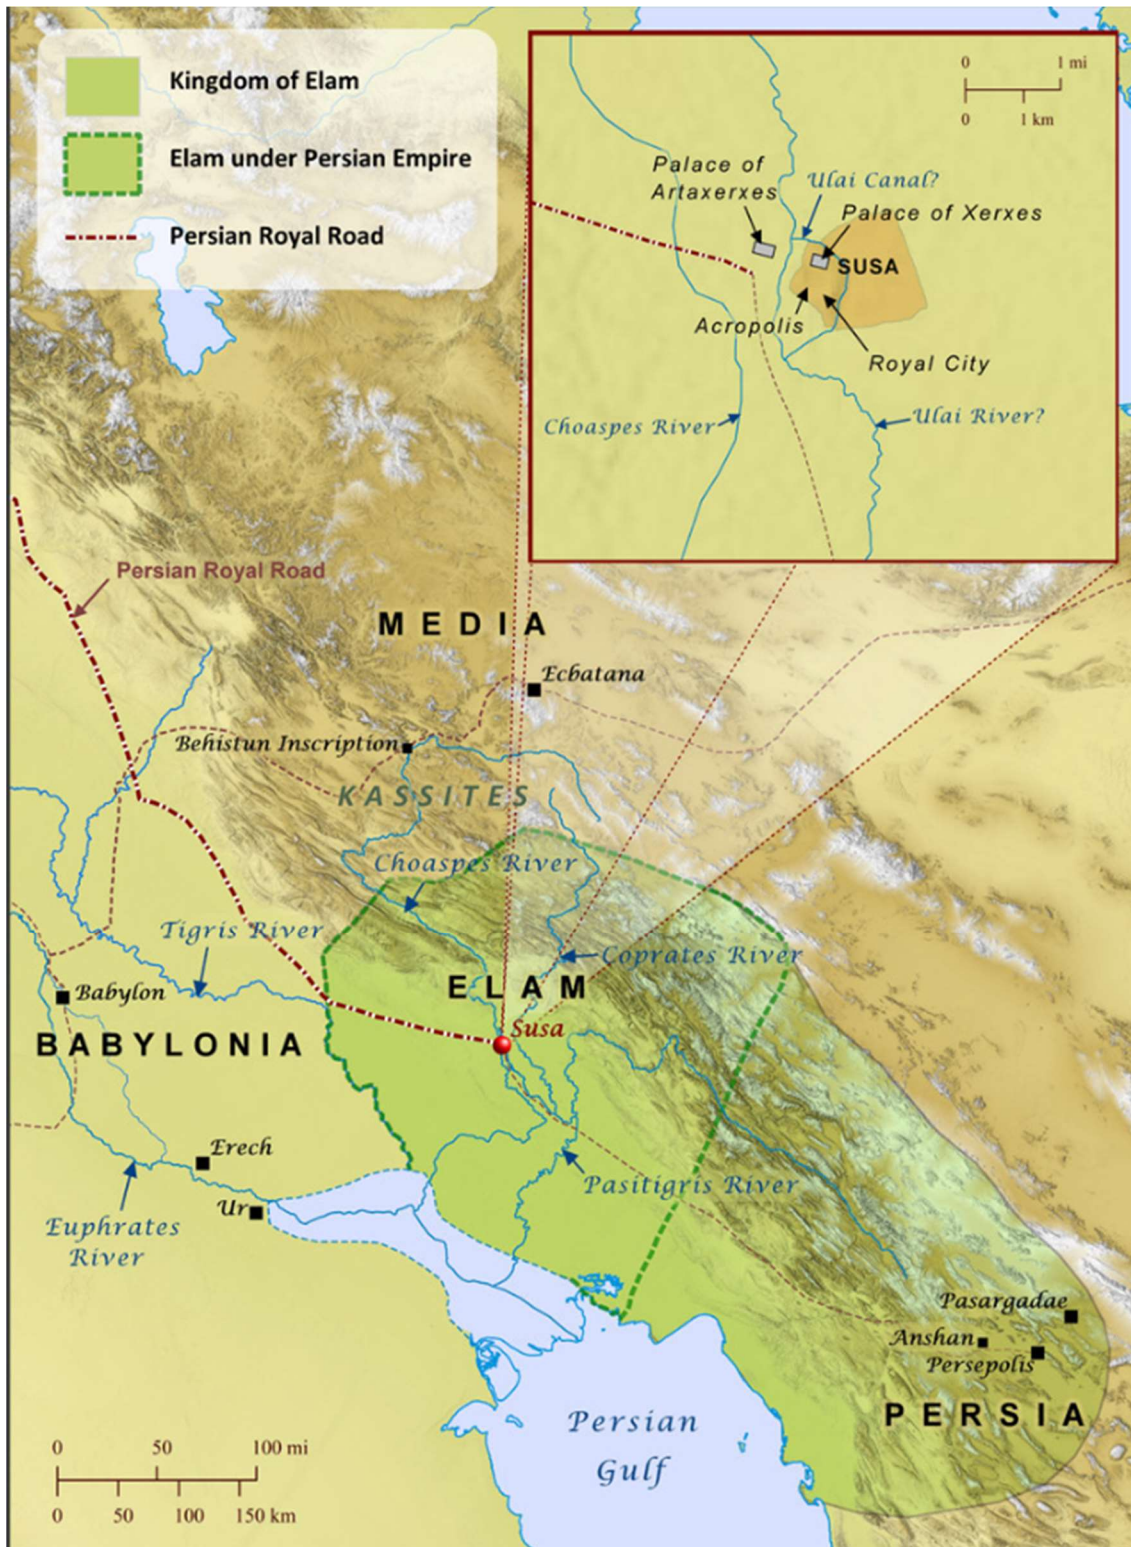 Kingdom of Elam
Elam under Persian Empire
Persian Royal Road
0 1 mi
0 1 km
Palace of
Artaxerxes
Ulai Canal?
Palace of Xerxes
SUSA
Acropolis
Royal City
Choaspes River
Ulai River?
Persian Royal Road
MEDIA
Ecbatana
Behistun Inscription
KASSITES
Choaspes River
Tigris River
Coprates River
ELAM
Babylon
Susa
BABYLONIA
Erech
Pasitigris River
Ur
Euphrates
River
Pasargadae
Anshan
Persepolis
PERSIA
Persian
Gulf
0 50 100 mi
0 50 100 150 km